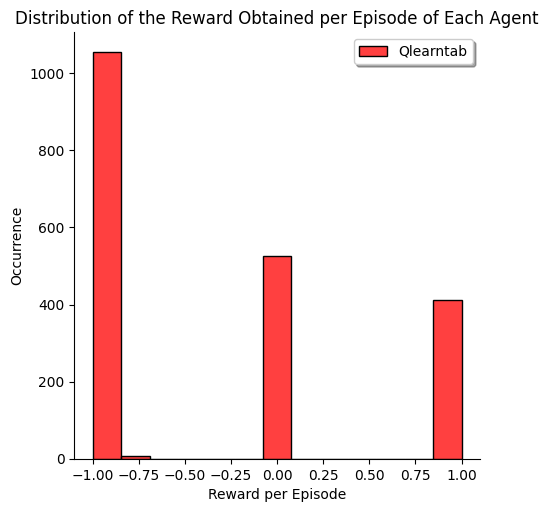 Distribution of the Reward Obtained per Episode of Each Agent
Qlearntab
Occurrence
1000
800
600
400
200
0
−1.00 −0.75 −0.50 −0.25 0.00 0.25 0.50 0.75 1.00
Reward per Episode